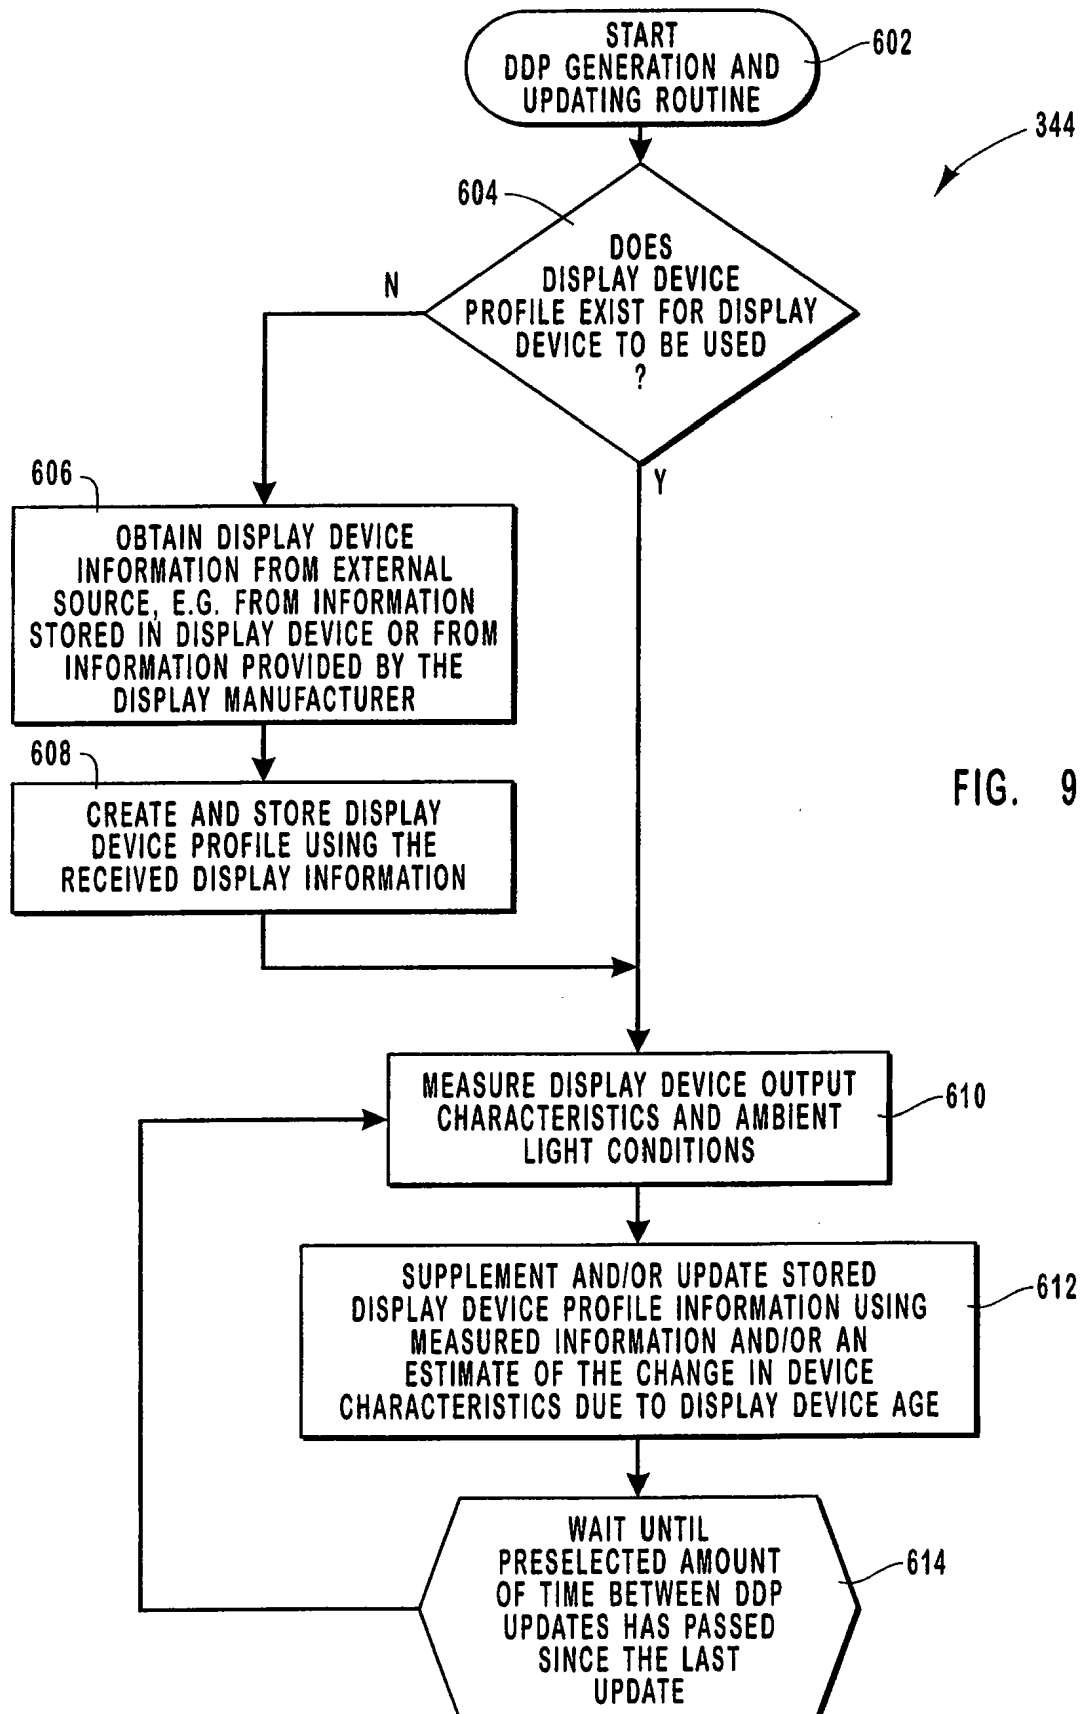 START
DDP GENERATION AND
UPDATING ROUTINE
602
344
604
DOES
DISPLAY DEVICE
PROFILE EXIST FOR DISPLAY
DEVICE TO BE USED
?
N
Y
606
OBTAIN DISPLAY DEVICE
INFORMATION FROM EXTERNAL
SOURCE, E.G. FROM INFORMATION
STORED IN DISPLAY DEVICE OR FROM
INFORMATION PROVIDED BY THE
DISPLAY MANUFACTURER
608
CREATE AND STORE DISPLAY
DEVICE PROFILE USING THE
RECEIVED DISPLAY INFORMATION
FIG. 9
MEASURE DISPLAY DEVICE OUTPUT
CHARACTERISTICS AND AMBIENT
LIGHT CONDITIONS
610
SUPPLEMENT AND/OR UPDATE STORED
DISPLAY DEVICE PROFILE INFORMATION USING
MEASURED INFORMATION AND/OR AN
ESTIMATE OF THE CHANGE IN DEVICE
CHARACTERISTICS DUE TO DISPLAY DEVICE AGE
612
WAIT UNTIL
PRESELECTED AMOUNT
OF TIME BETWEEN DDP
UPDATES HAS PASSED
SINCE THE LAST
UPDATE
614